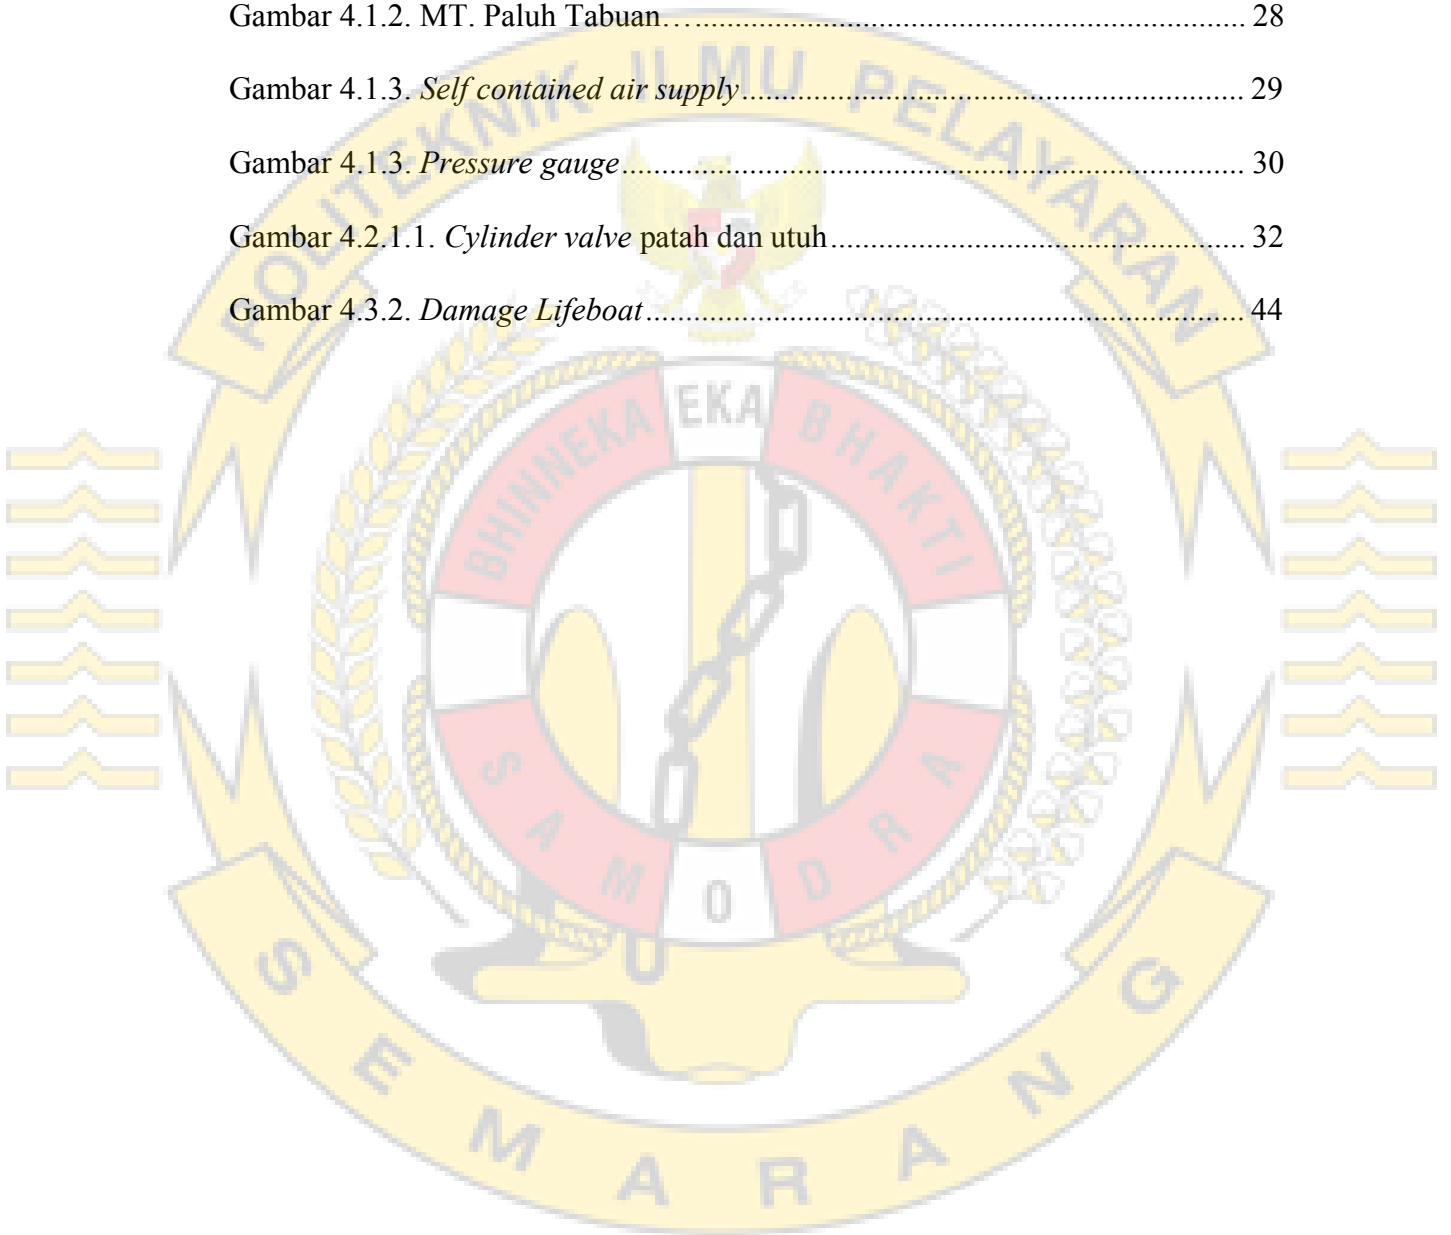 Gambar 4.1.2. MT. Paluh Tabuan…...................................................................... 28
Gambar 4.1.3. Self contained air supply............................................................... 29
Gambar 4.1.3. Pressure gauge.............................................................................. 30
Gambar 4.2.1.1. Cylinder valve patah dan utuh.................................................... 32
Gambar 4.3.2. Damage Lifeboat........................................................................... 44
POLITEKNIK ILMU PELAYARAN
BHINNEKA EKA BHAKTI
SAMODRA
SEMARANG